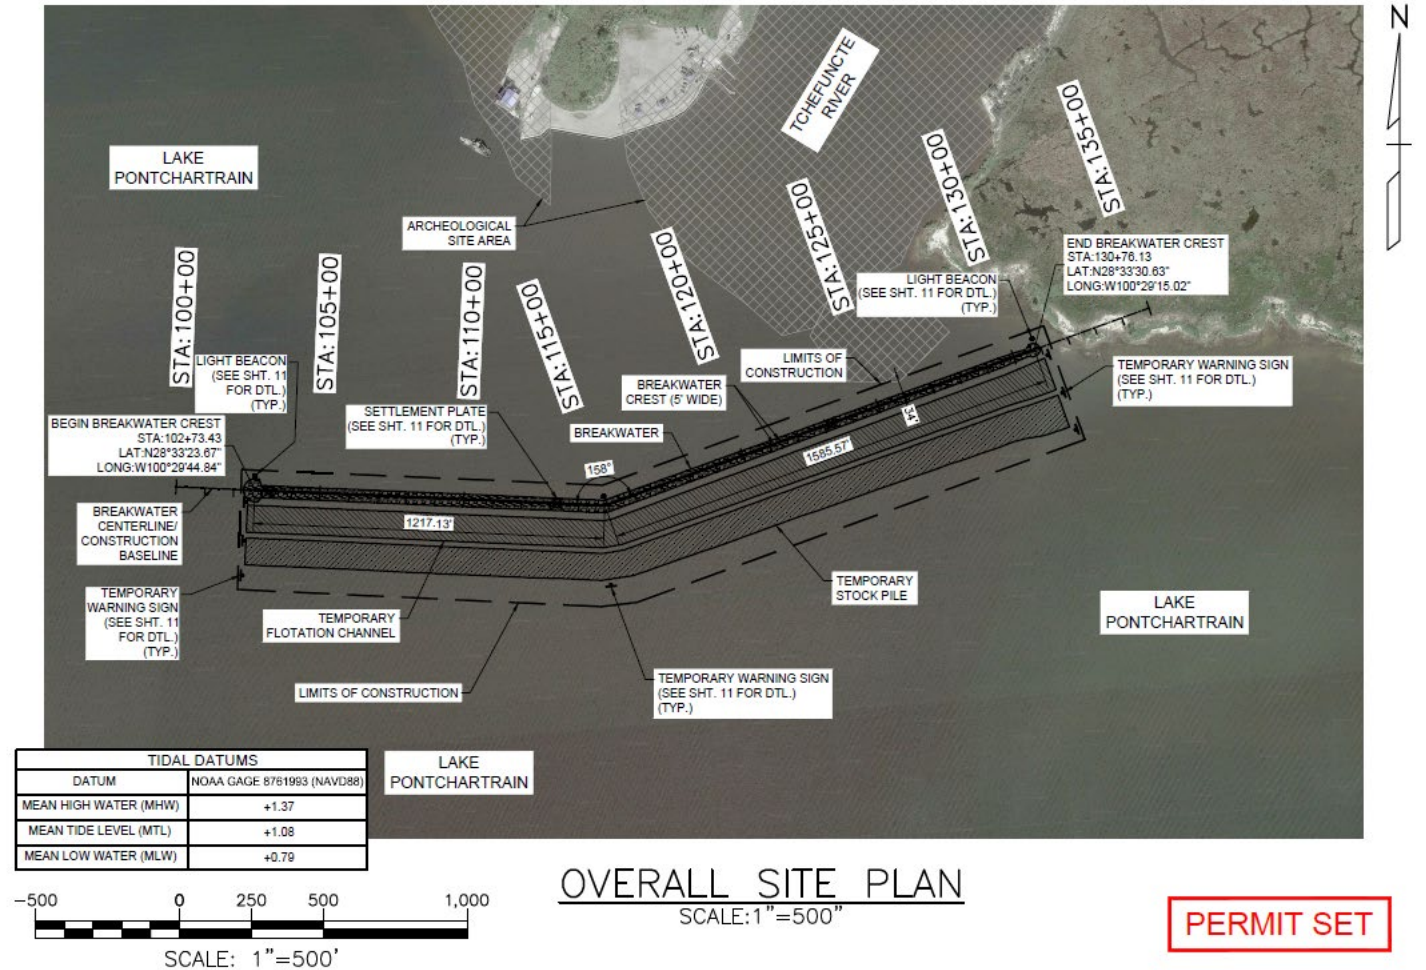 N
TCHEFUNCTE
RIVER
LAKE
PONTCHARTRAIN
ARCHEOLOGICAL
SITE AREA
STA: 100+00
STA: 105+00
STA: 110+00
STA: 115+00
STA: 120+00
STA: 125+00
STA: 130+00
STA: 135+00
END BREAKWATER CREST
STA:130+76.13
LAT:N28°33'30.63"
LONG:W100°29'15.02"
LIGHT BEACON
(SEE SHT. 11 FOR DTL.)
(TYP.)
LIGHT BEACON
(SEE SHT. 11
FOR DTL.)
(TYP.)
LIMITS OF
CONSTRUCTION
TEMPORARY WARNING SIGN
(SEE SHT. 11 FOR DTL.)
(TYP.)
BREAKWATER
CREST (5' WIDE)
SETTLEMENT PLATE
(SEE SHT. 11 FOR DTL.)
(TYP.)
BREAKWATER
BEGIN BREAKWATER CREST
STA:102+73.43
LAT:N28°33'23.67"
LONG:W100°29'44.84"
34'
158°
1585.57'
1217.13'
BREAKWATER
CENTERLINE/
CONSTRUCTION
BASELINE
TEMPORARY
WARNING SIGN
(SEE SHT. 11
FOR DTL.)
(TYP.)
TEMPORARY
FLOTATION CHANNEL
TEMPORARY
STOCK PILE
LAKE
PONTCHARTRAIN
LIMITS OF CONSTRUCTION
TEMPORARY WARNING SIGN
(SEE SHT. 11 FOR DTL.)
(TYP.)
LAKE
PONTCHARTRAIN
TIDAL DATUMS
DATUM NOAA GAGE 8761993 (NAVD88)
MEAN HIGH WATER (MHW) +1.37
MEAN TIDE LEVEL (MTL) +1.08
MEAN LOW WATER (MLW) +0.79
-500 0 250 500 1,000
SCALE: 1"=500'
OVERALL SITE PLAN
SCALE:1"=500"
PERMIT SET